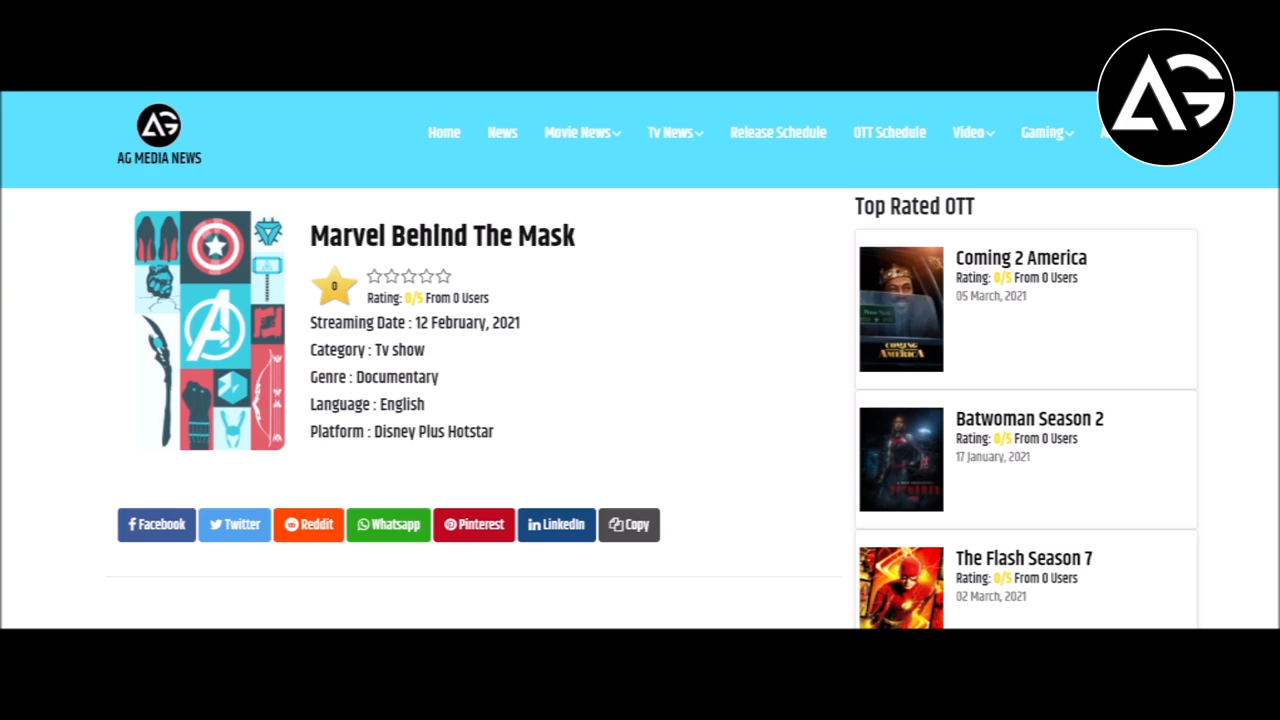 AG
AG MEDIA NEWS
Home News Movie News Tv News Release Schedule OTT Schedule Video Gaming
Marvel Behind The Mask
0
Rating: 0/5 From 0 Users
Streaming Date : 12 February, 2021
Category : Tv show
Genre : Documentary
Language : English
Platform : Disney Plus Hotstar
Facebook Twitter Reddit Whatsapp Pinterest LinkedIn Copy
Top Rated OTT
Coming 2 America
Rating: 0/5 From 0 Users
05 March, 2021
COMING 2 AMERICA
Batwoman Season 2
Rating: 0/5 From 0 Users
17 January, 2021
The Flash Season 7
Rating: 0/5 From 0 Users
02 March, 2021